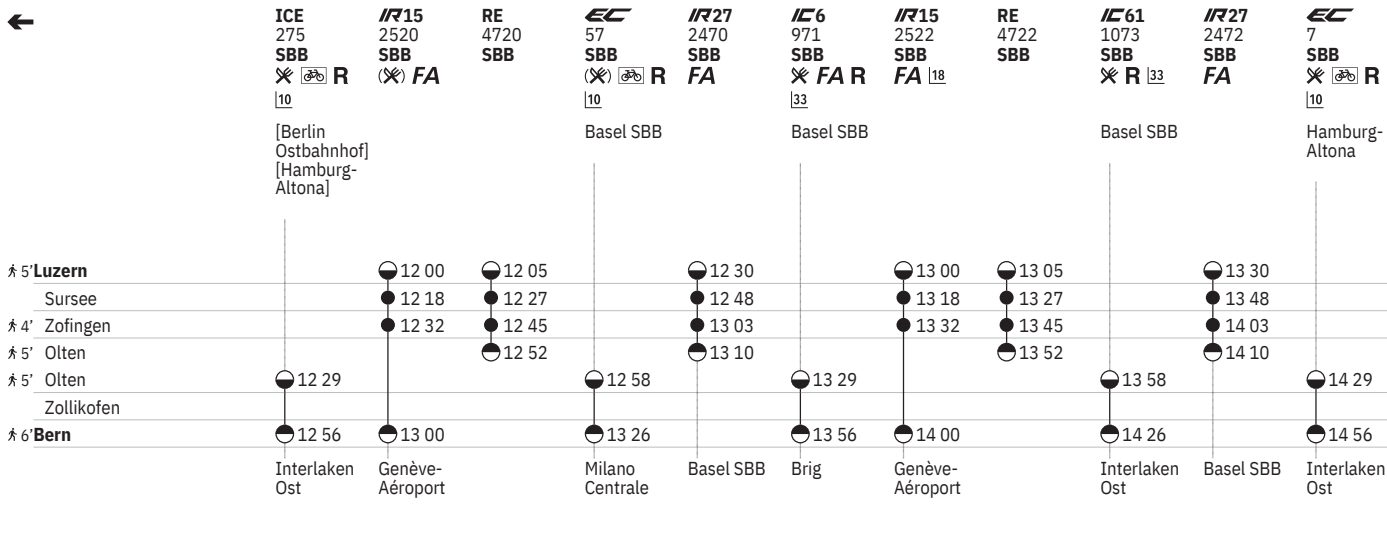 ICE IR15 RE EC IR27 IC6 IR15 RE IC61 IR27 EC
275 2520 4720 57 2470 971 2522 4722 1073 2472 7
SBB SBB SBB SBB SBB SBB SBB SBB SBB SBB SBB
R FA R FA FA R FA 18 R 33 FA R
10 10 33 10
[Berlin Basel SBB Basel SBB Basel SBB Hamburg-
Ostbahnhof] Altona
[Hamburg-
Altona]
5’ Luzern 12 00 12 05 12 30 13 00 13 05 13 30
Sursee 12 18 12 27 12 48 13 18 13 27 13 48
4’ Zofingen 12 32 12 45 13 03 13 32 13 45 14 03
5’ Olten 12 52 13 10 13 52 14 10
5’ Olten 12 29 12 58 13 29 13 58 14 29
Zollikofen
6’ Bern 12 56 13 00 13 26 13 56 14 00 14 26 14 56
Interlaken Genève- Milano Basel SBB Brig Genève- Interlaken Basel SBB Interlaken
Ost Aéroport Centrale Aéroport Ost Ost